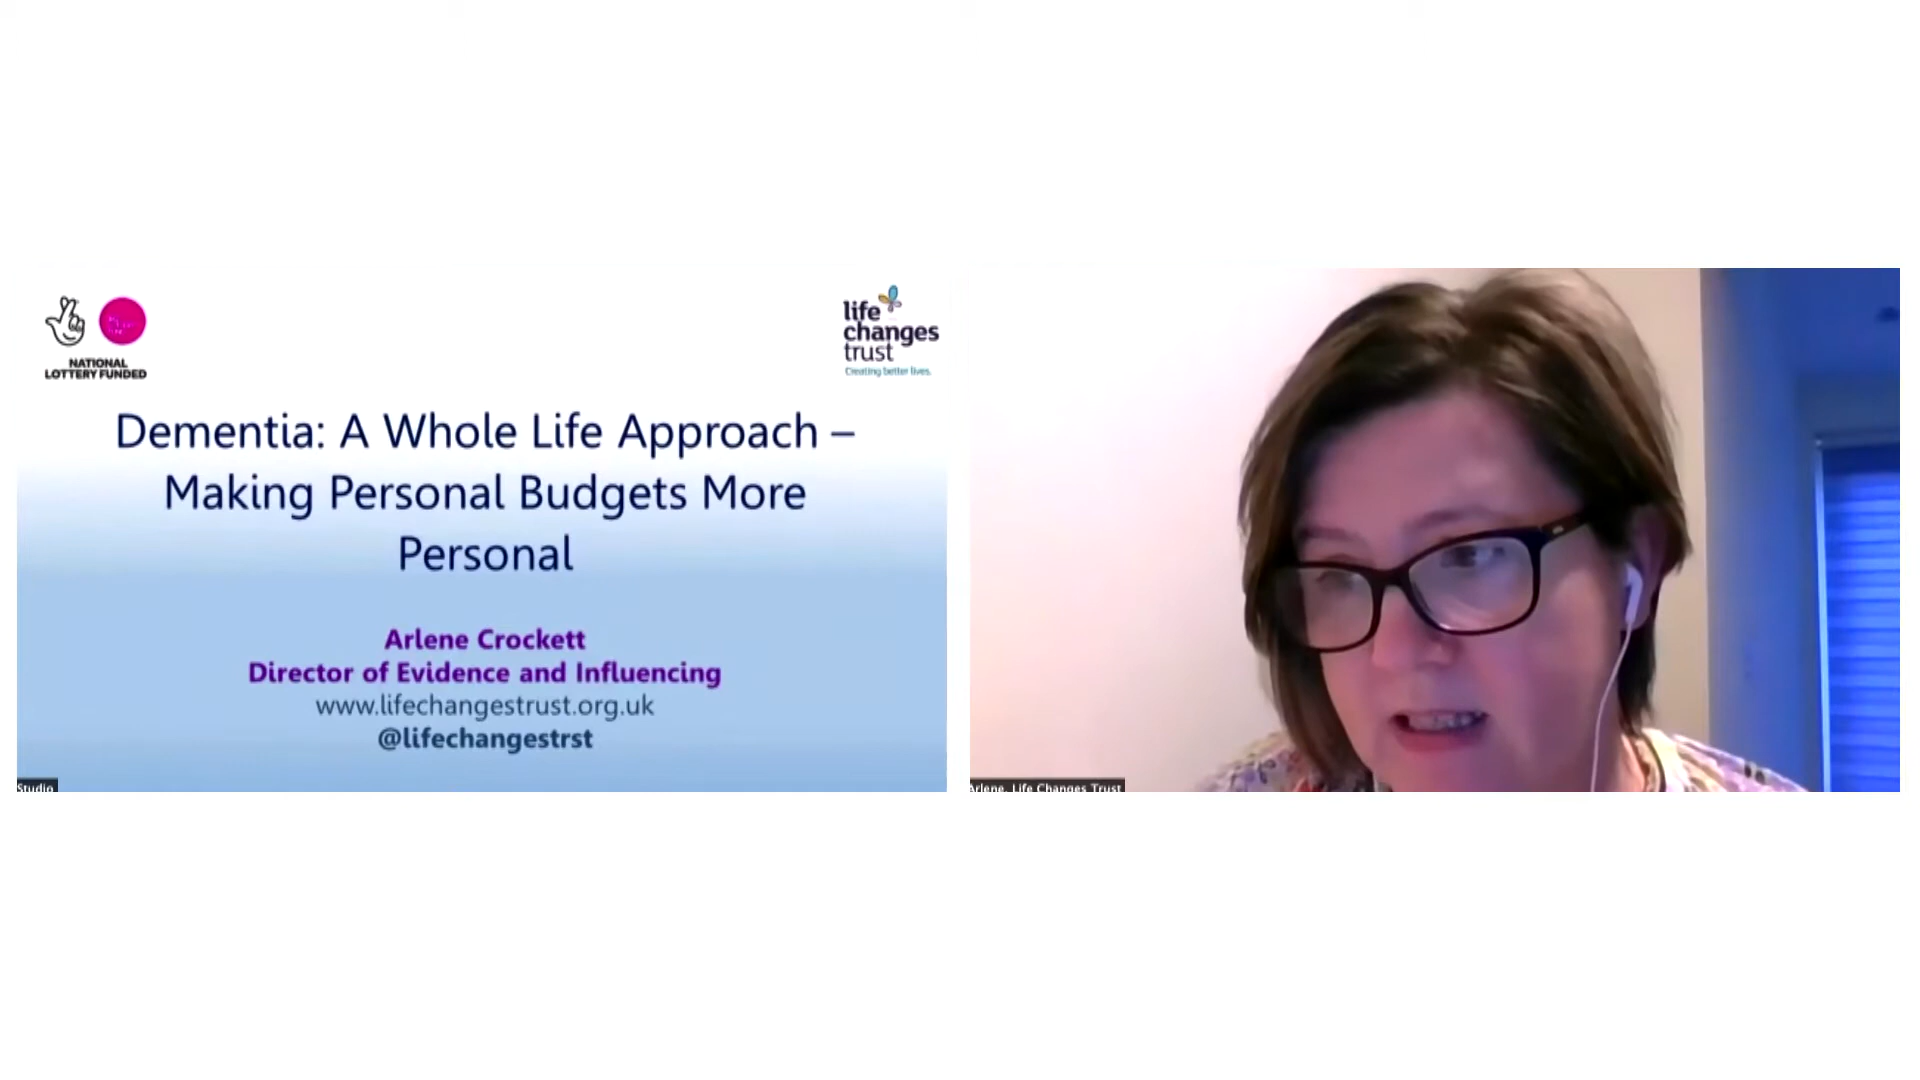 NATIONAL
LOTTERY FUNDED
life
changes
trust
Creating better lives.
Dementia: A Whole Life Approach –
Making Personal Budgets More
Personal
Arlene Crockett
Director of Evidence and Influencing
www.lifechangestrust.org.uk
@lifechangestrst
Studio
Arlene, Life Changes Trust